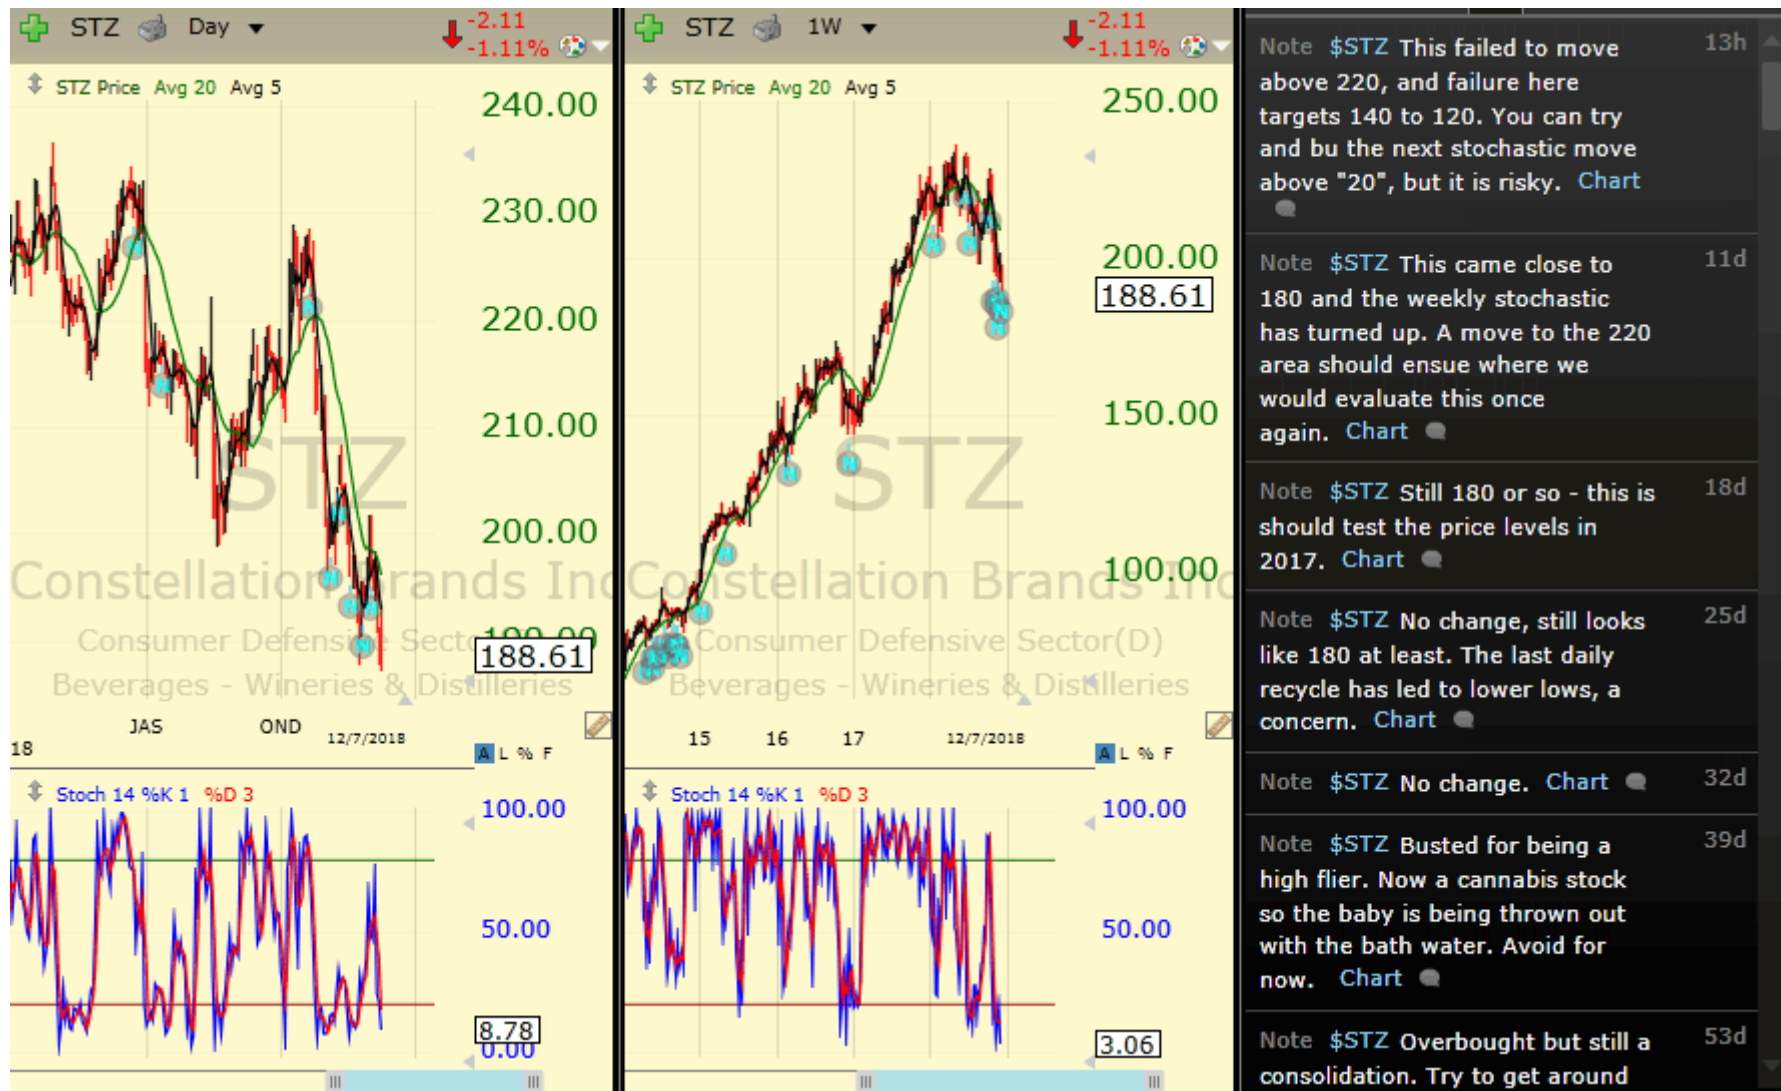 STZ Day -2.11
-1.11%
STZ Price Avg 20 Avg 5
240.00
230.00
220.00
210.00
200.00
190.00
188.61
STZ
Constellation Brands Inc
Consumer Defensive Sector(D)
Beverages - Wineries & Distilleries
18 JAS OND 12/7/2018
A L % F
Stoch 14 %K 1 %D 3
100.00
50.00
8.78
0.00
STZ 1W -2.11
-1.11%
STZ Price Avg 20 Avg 5
250.00
200.00
188.61
150.00
100.00
STZ
Constellation Brands Inc
Consumer Defensive Sector(D)
Beverages - Wineries & Distilleries
15 16 17 12/7/2018
A L % F
Stoch 14 %K 1 %D 3
100.00
50.00
3.06
Note $STZ This failed to move 13h
above 220, and failure here
targets 140 to 120. You can try
and bu the next stochastic move
above "20", but it is risky. Chart
Note $STZ This came close to 11d
180 and the weekly stochastic
has turned up. A move to the 220
area should ensue where we
would evaluate this once
again. Chart
Note $STZ Still 180 or so - this is 18d
should test the price levels in
2017. Chart
Note $STZ No change, still looks 25d
like 180 at least. The last daily
recycle has led to lower lows, a
concern. Chart
Note $STZ No change. Chart 32d
Note $STZ Busted for being a 39d
high flier. Now a cannabis stock
so the baby is being thrown out
with the bath water. Avoid for
now. Chart
Note $STZ Overbought but still a 53d
consolidation. Try to get around